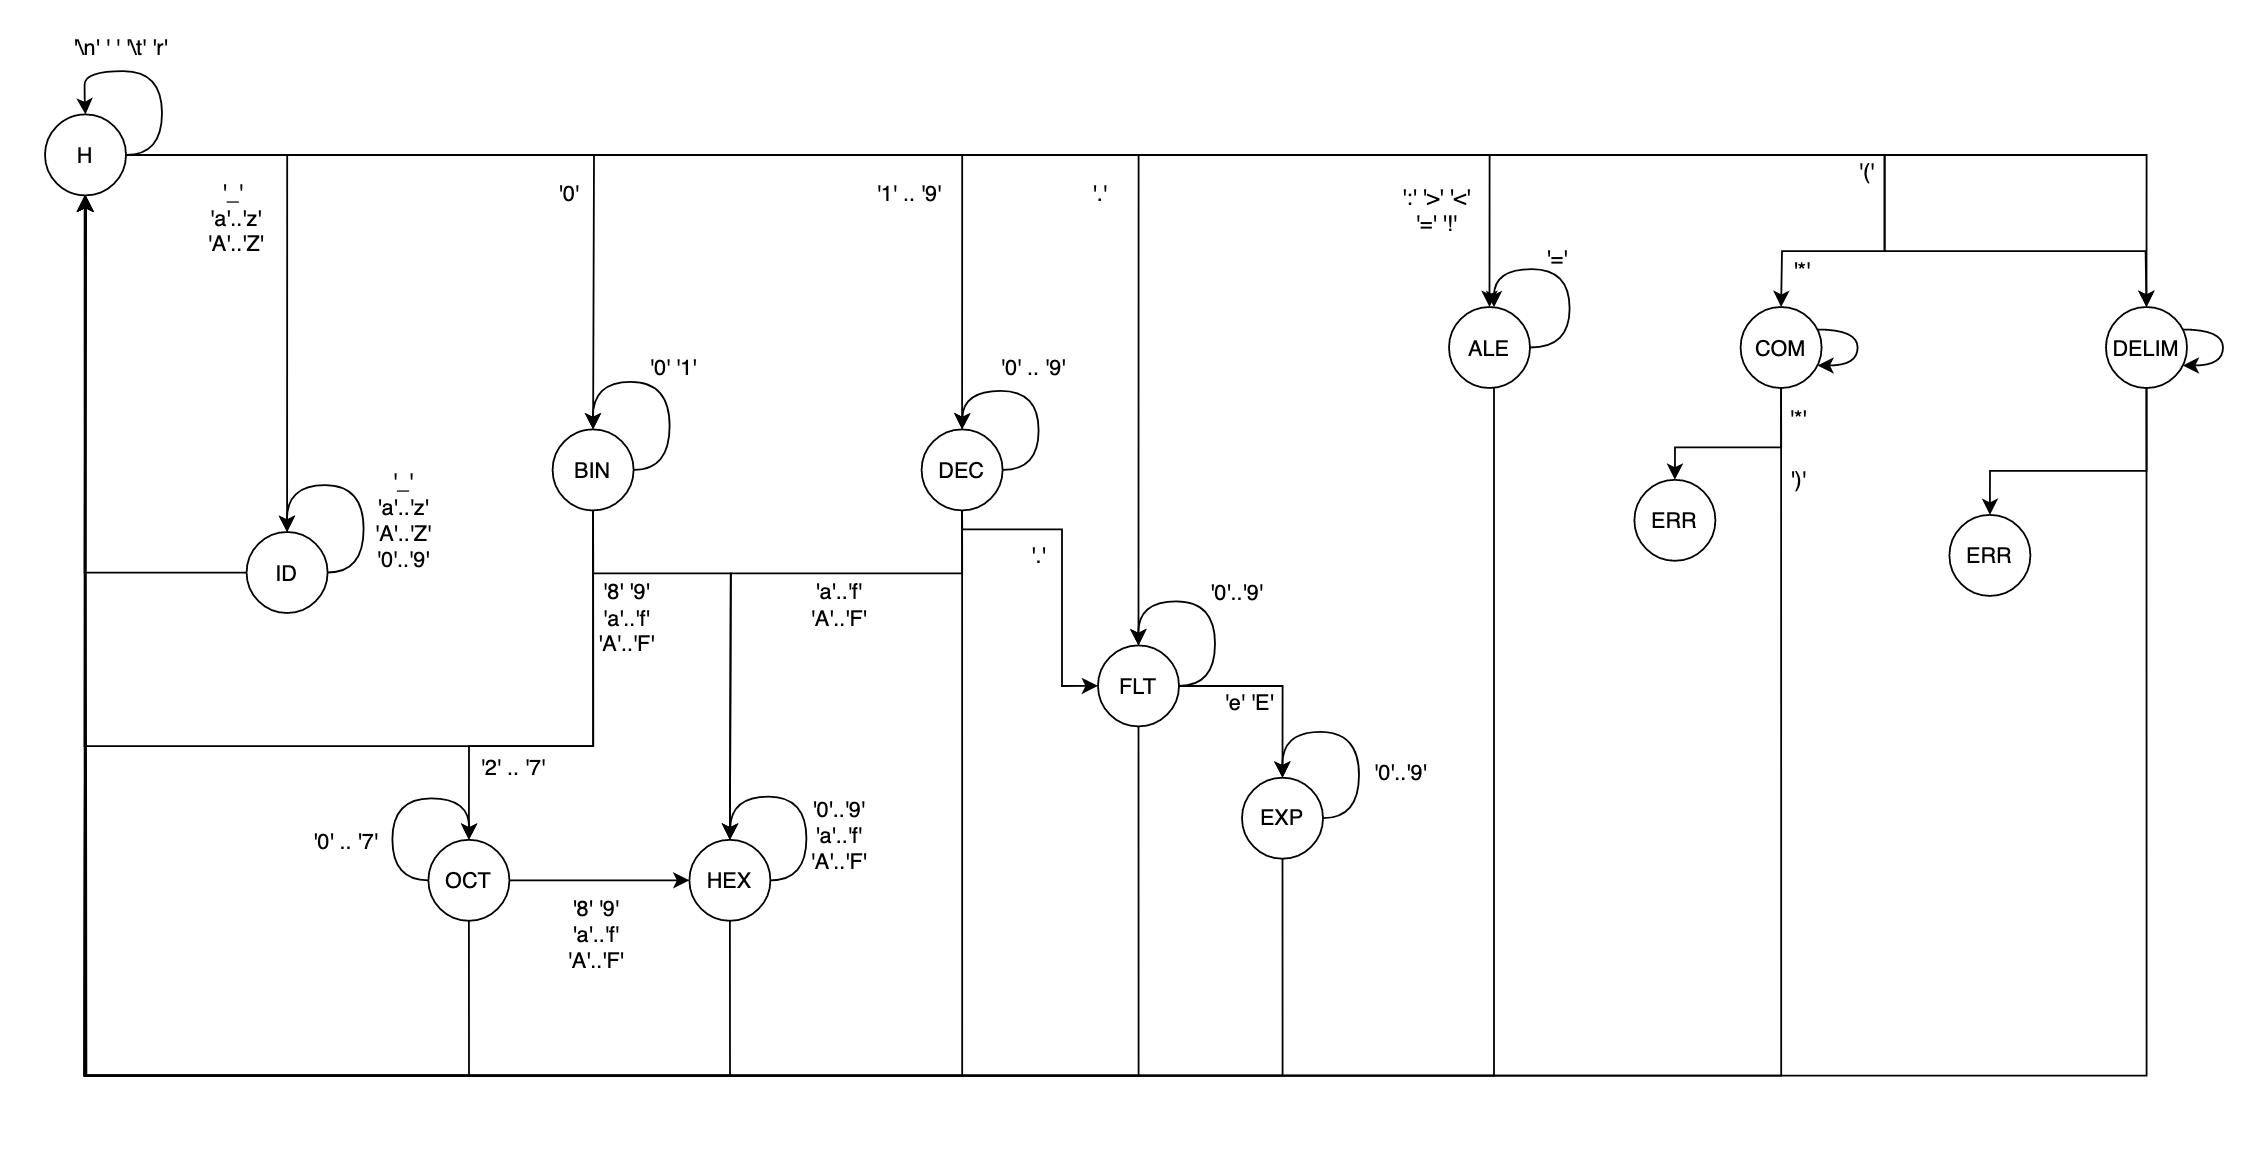 '\n' ' ' '\t' 'r'
H
'_'
'a'..'z'
'A'..'Z'
'0'
'1' .. '9'
'.'
':' '>' '<'
'=' '!'
'('
'='
'*'
ALE
COM
DELIM
'0' '1'
'0' .. '9'
BIN
DEC
'*'
')'
ERR
ERR
'_'
'a'..'z'
'A'..'Z'
'0'..'9'
ID
'.'
'8' '9'
'a'..'f'
'A'..'F'
'a'..'f'
'A'..'F'
'0'..'9'
FLT
'e' 'E'
'2' .. '7'
'0'..'9'
EXP
'0' .. '7'
'0'..'9'
'a'..'f'
'A'..'F'
OCT
HEX
'8' '9'
'a'..'f'
'A'..'F'